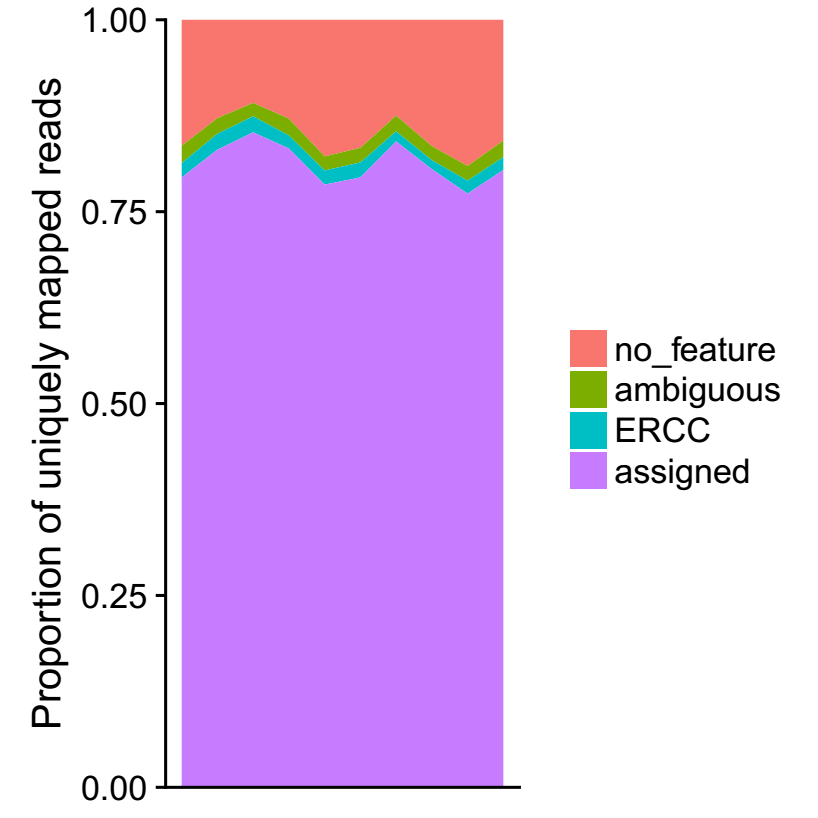 Proportion of uniquely mapped reads
1.00
0.75
0.50
0.25
0.00
no_feature
ambiguous
ERCC
assigned